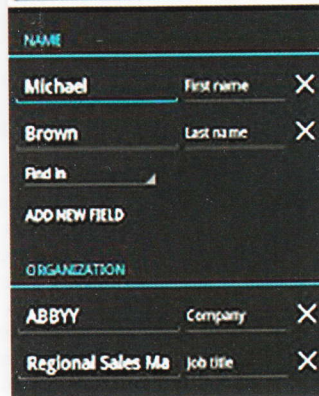 NAME
Michael First name
Brown Last name
Find in
ADD NEW FIELD
ORGANIZATION
ABBYY Company
Regional Sales Ma Job title